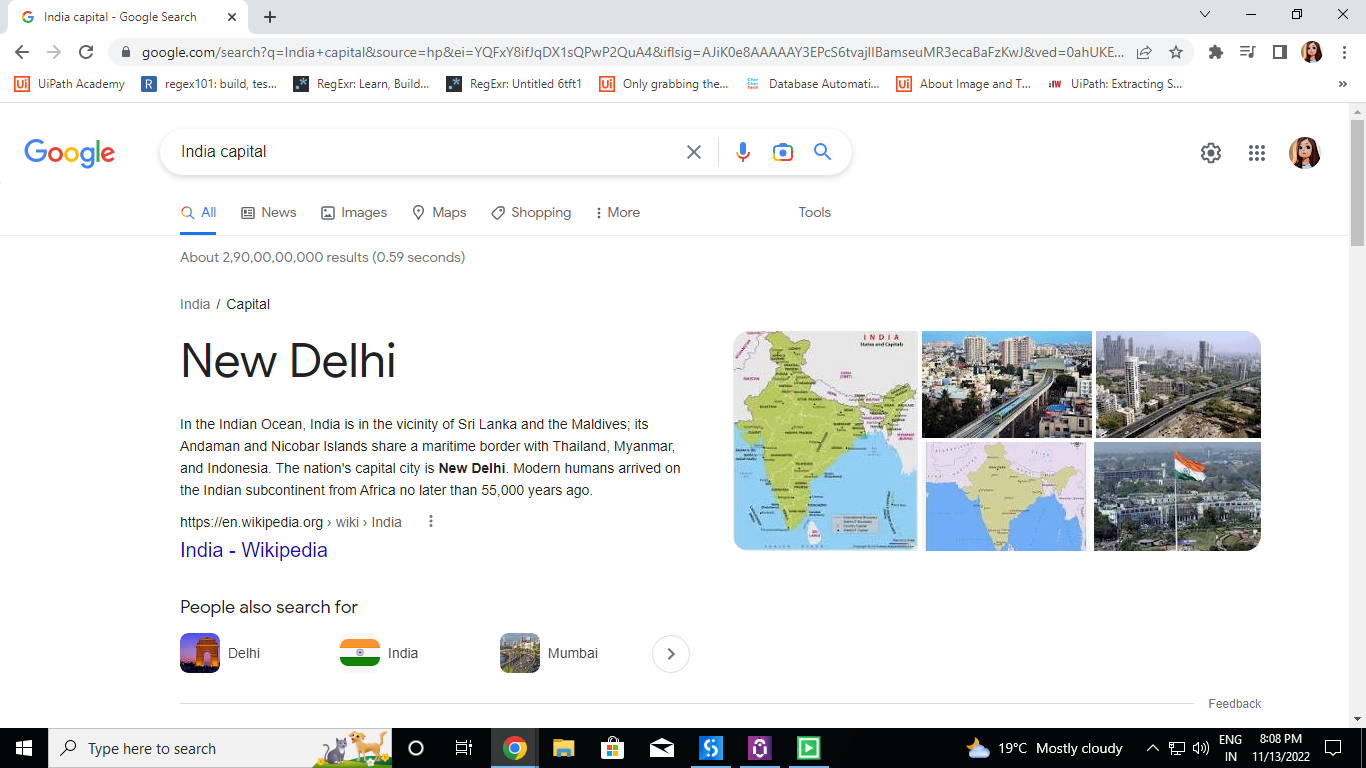 India capital - Google Search
google.com/search?q=India+capital&source=hp&ei=YQFxY8ifJqDX1sQPwP2QuA4&iflsig=AJiK0e8AAAAAY3EPcS6tvajlIBamseuMR3ecaBaFzKwJ&ved=0ahUKE...
UiPath Academy
regex101: build, tes...
RegExr: Learn, Build...
RegExr: Untitled 6tft1
Only grabbing the...
Database Automati...
About Image and T...
UiPath: Extracting S...
Google
India capital
All
News
Images
Maps
Shopping
More
Tools
About 2,90,00,00,000 results (0.59 seconds)
India / Capital
New Delhi
INDIA
States and Capitals
In the Indian Ocean, India is in the vicinity of Sri Lanka and the Maldives; its
Andaman and Nicobar Islands share a maritime border with Thailand, Myanmar,
and Indonesia. The nation's capital city is New Delhi. Modern humans arrived on
the Indian subcontinent from Africa no later than 55,000 years ago.
https://en.wikipedia.org › wiki › India
India - Wikipedia
People also search for
Delhi
India
Mumbai
Feedback
Type here to search
19°C Mostly cloudy
ENG
IN
8:08 PM
11/13/2022